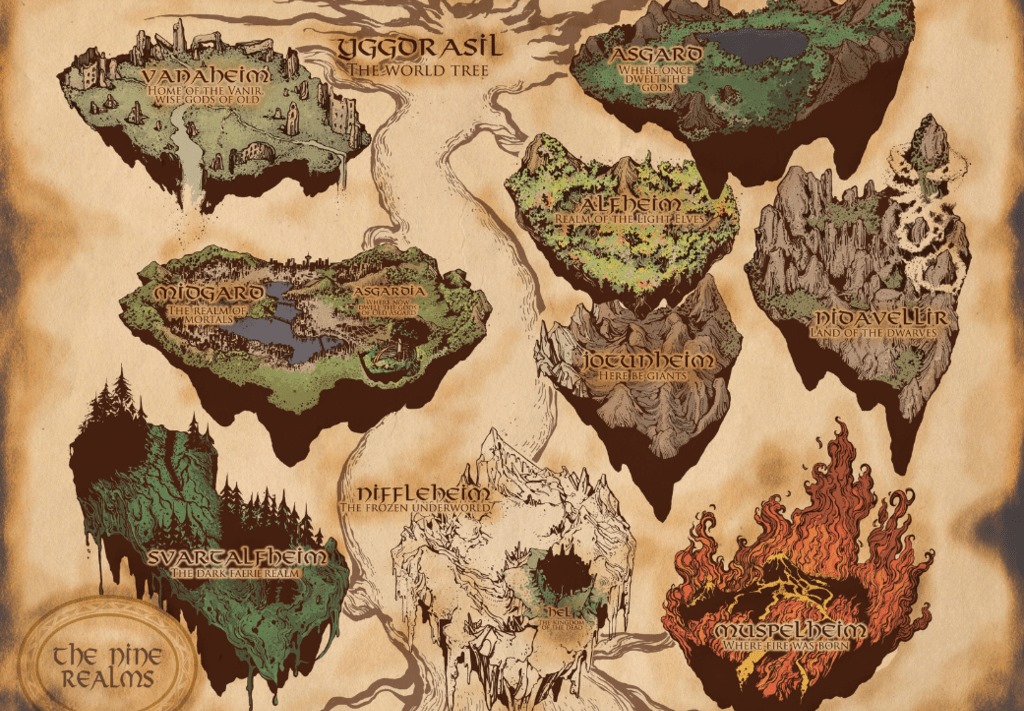 YGGDRASIL
THE WORLD TREE
VANAHEIM
HOME OF THE VANIR
WISE GODS OF OLD
ASGARD
WHERE ONCE
DWELT THE
GODS
ALFHEIM
REALM OF THE LIGHT ELVES
MIDGARD
THE REALM OF
MORTALS
ASGARDIA
WHERE NOW
NIDAVELLIR
LAND OF THE DWARVES
JOTUNHEIM
HERE BE GIANTS
NIFFLEHEIM
THE FROZEN UNDERWORLD
SVARTALFHEIM
THE DARK FAERIE REALM
HEL
THE KINGDOM
OF THE DEAD
MUSPELHEIM
WHERE FIRE WAS BORN
THE NINE
REALMS